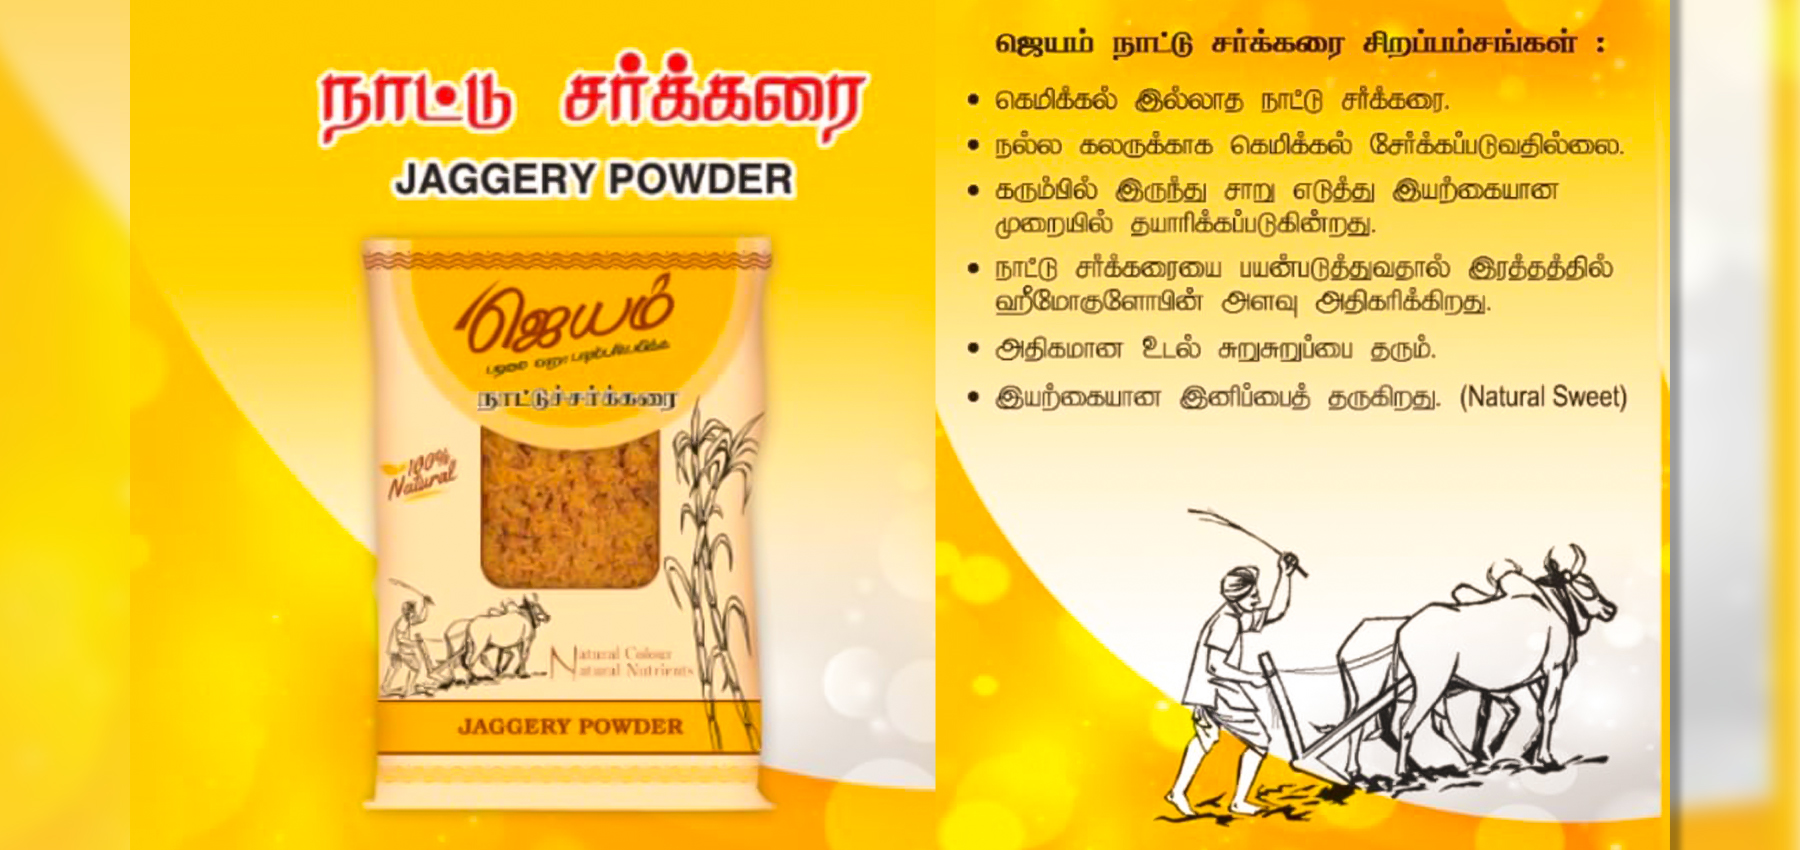 நாட்டு சர்க்கரை
JAGGERY POWDER
ஜெயம்
நாட்டுச்சர்க்கரை
100%
Natural
Natural Colour
Natural Nutrients
JAGGERY POWDER
ஜெயம் நாட்டு சர்க்கரை சிறப்பம்சங்கள் :
• கெமிக்கல் இல்லாத நாட்டு சர்க்கரை.
• நல்ல கலருக்காக கெமிக்கல் சேர்க்கப்படுவதில்லை.
• கரும்பில் இருந்து சாறு எடுத்து இயற்கையான
முறையில் தயாரிக்கப்படுகின்றது.
• நாட்டு சர்க்கரையை பயன்படுத்துவதால் இரத்தத்தில்
ஹீமோகுளோபின் அளவு அதிகரிக்கிறது.
• அதிகமான உடல் சுறுசுறுப்பை தரும்.
• இயற்கையான இனிப்பைத் தருகிறது. (Natural Sweet)